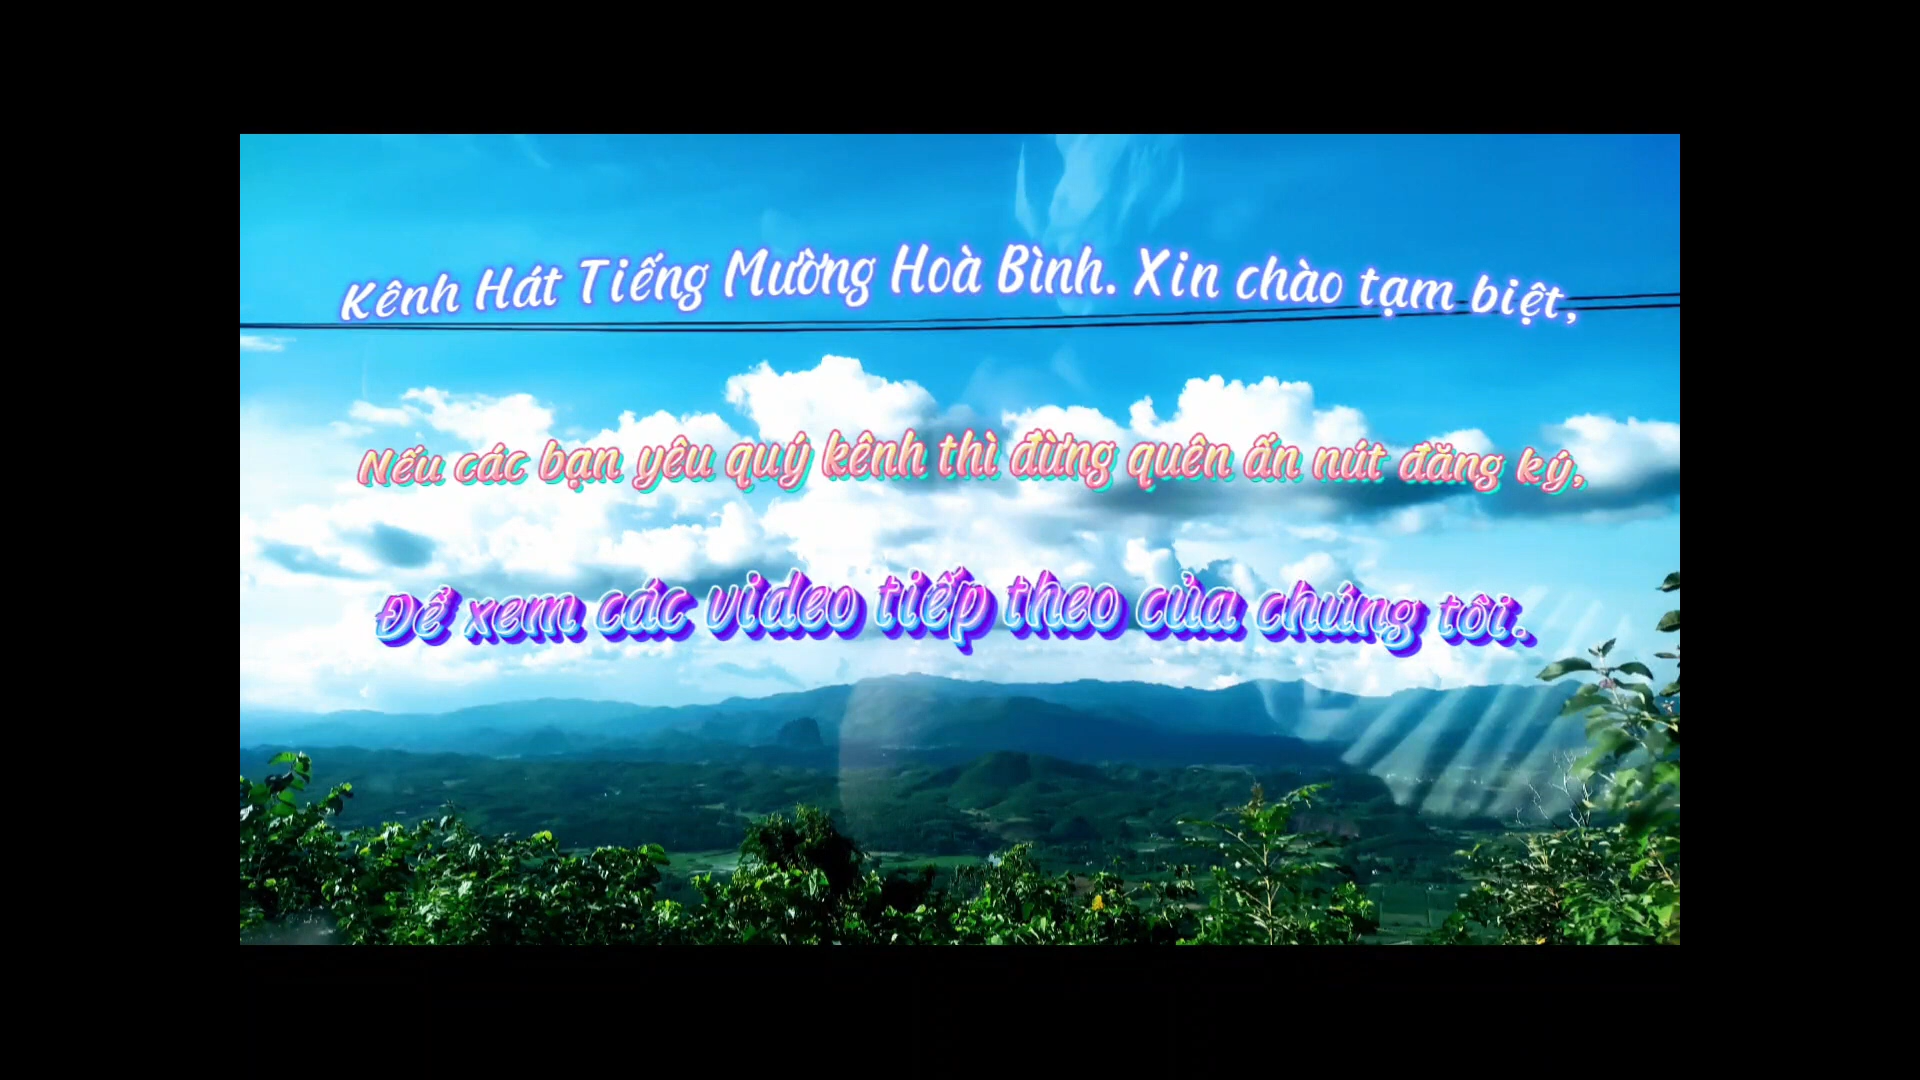 Kênh Hát Tiếng Mường Hoà Bình. Xin chào tạm biệt,
Nếu các bạn yêu quý kênh thì đừng quên ấn nút đăng ký,
Để xem các video tiếp theo của chúng tôi.